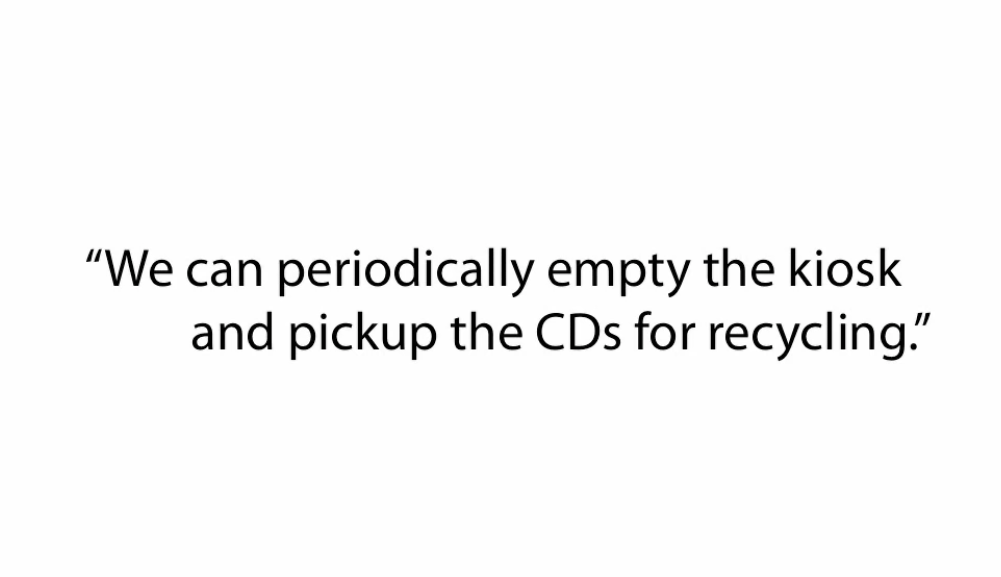 “We can periodically empty the kiosk
and pickup the CDs for recycling.”